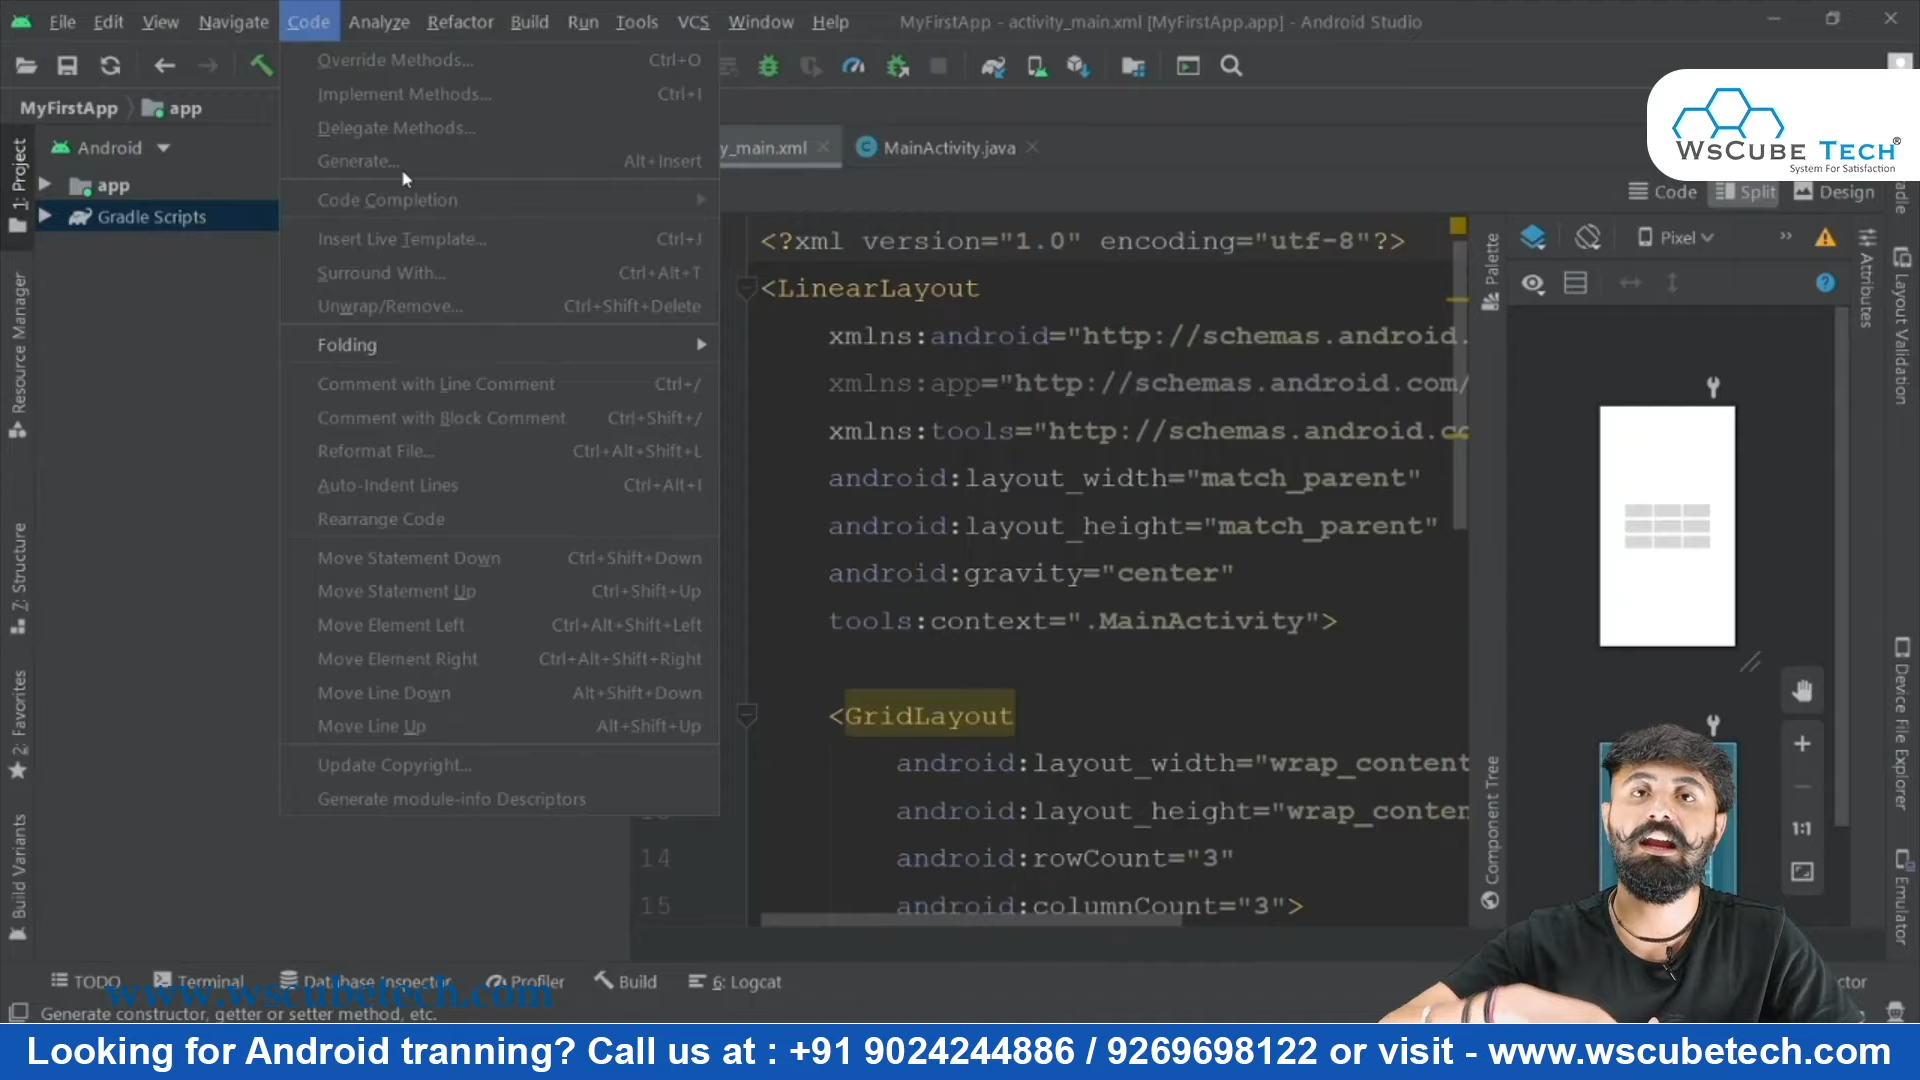 File Edit View Navigate Code Analyze Refactor Build Run Tools VCS Window Help MyFirstApp - activity_main.xml [MyFirstApp.app] - Android Studio
MyFirstApp app
Android
y_main.xml MainActivity.java
app
Gradle Scripts
Override Methods... Ctrl+O
Implement Methods... Ctrl+I
Delegate Methods...
Generate... Alt+Insert
Code Completion
Insert Live Template... Ctrl+J
Surround With... Ctrl+Alt+T
Unwrap/Remove... Ctrl+Shift+Delete
Folding
Comment with Line Comment Ctrl+/
Comment with Block Comment Ctrl+Shift+/
Reformat File... Ctrl+Alt+Shift+L
Auto-Indent Lines Ctrl+Alt+I
Rearrange Code
Move Statement Down Ctrl+Shift+Down
Move Statement Up Ctrl+Shift+Up
Move Element Left Ctrl+Alt+Shift+Left
Move Element Right Ctrl+Alt+Shift+Right
Move Line Down Alt+Shift+Down
Move Line Up Alt+Shift+Up
Update Copyright...
Generate module-info Descriptors
WsCube Tech®
System For Satisfaction
Code Split Design
<?xml version="1.0" encoding="utf-8"?>
<LinearLayout
xmlns:android="http://schemas.android.
xmlns:app="http://schemas.android.com/
xmlns:tools="http://schemas.android.co
android:layout_width="match_parent"
android:layout_height="match_parent"
android:gravity="center"
tools:context=".MainActivity">
<GridLayout
android:layout_width="wrap_content
android:layout_height="wrap_conten
14 android:rowCount="3"
15 android:columnCount="3">
Pixel
1:1
1: Project
Resource Manager
7: Structure
2: Favorites
Build Variants
Palette
Component Tree
Attributes
Layout Validation
Device File Explorer
Emulator
TODO Terminal Database Inspector Profiler Build 6: Logcat
www.wscubetech.com
Generate constructor, getter or setter method, etc.
Looking for Android tranning? Call us at : +91 9024244886 / 9269698122 or visit - www.wscubetech.com